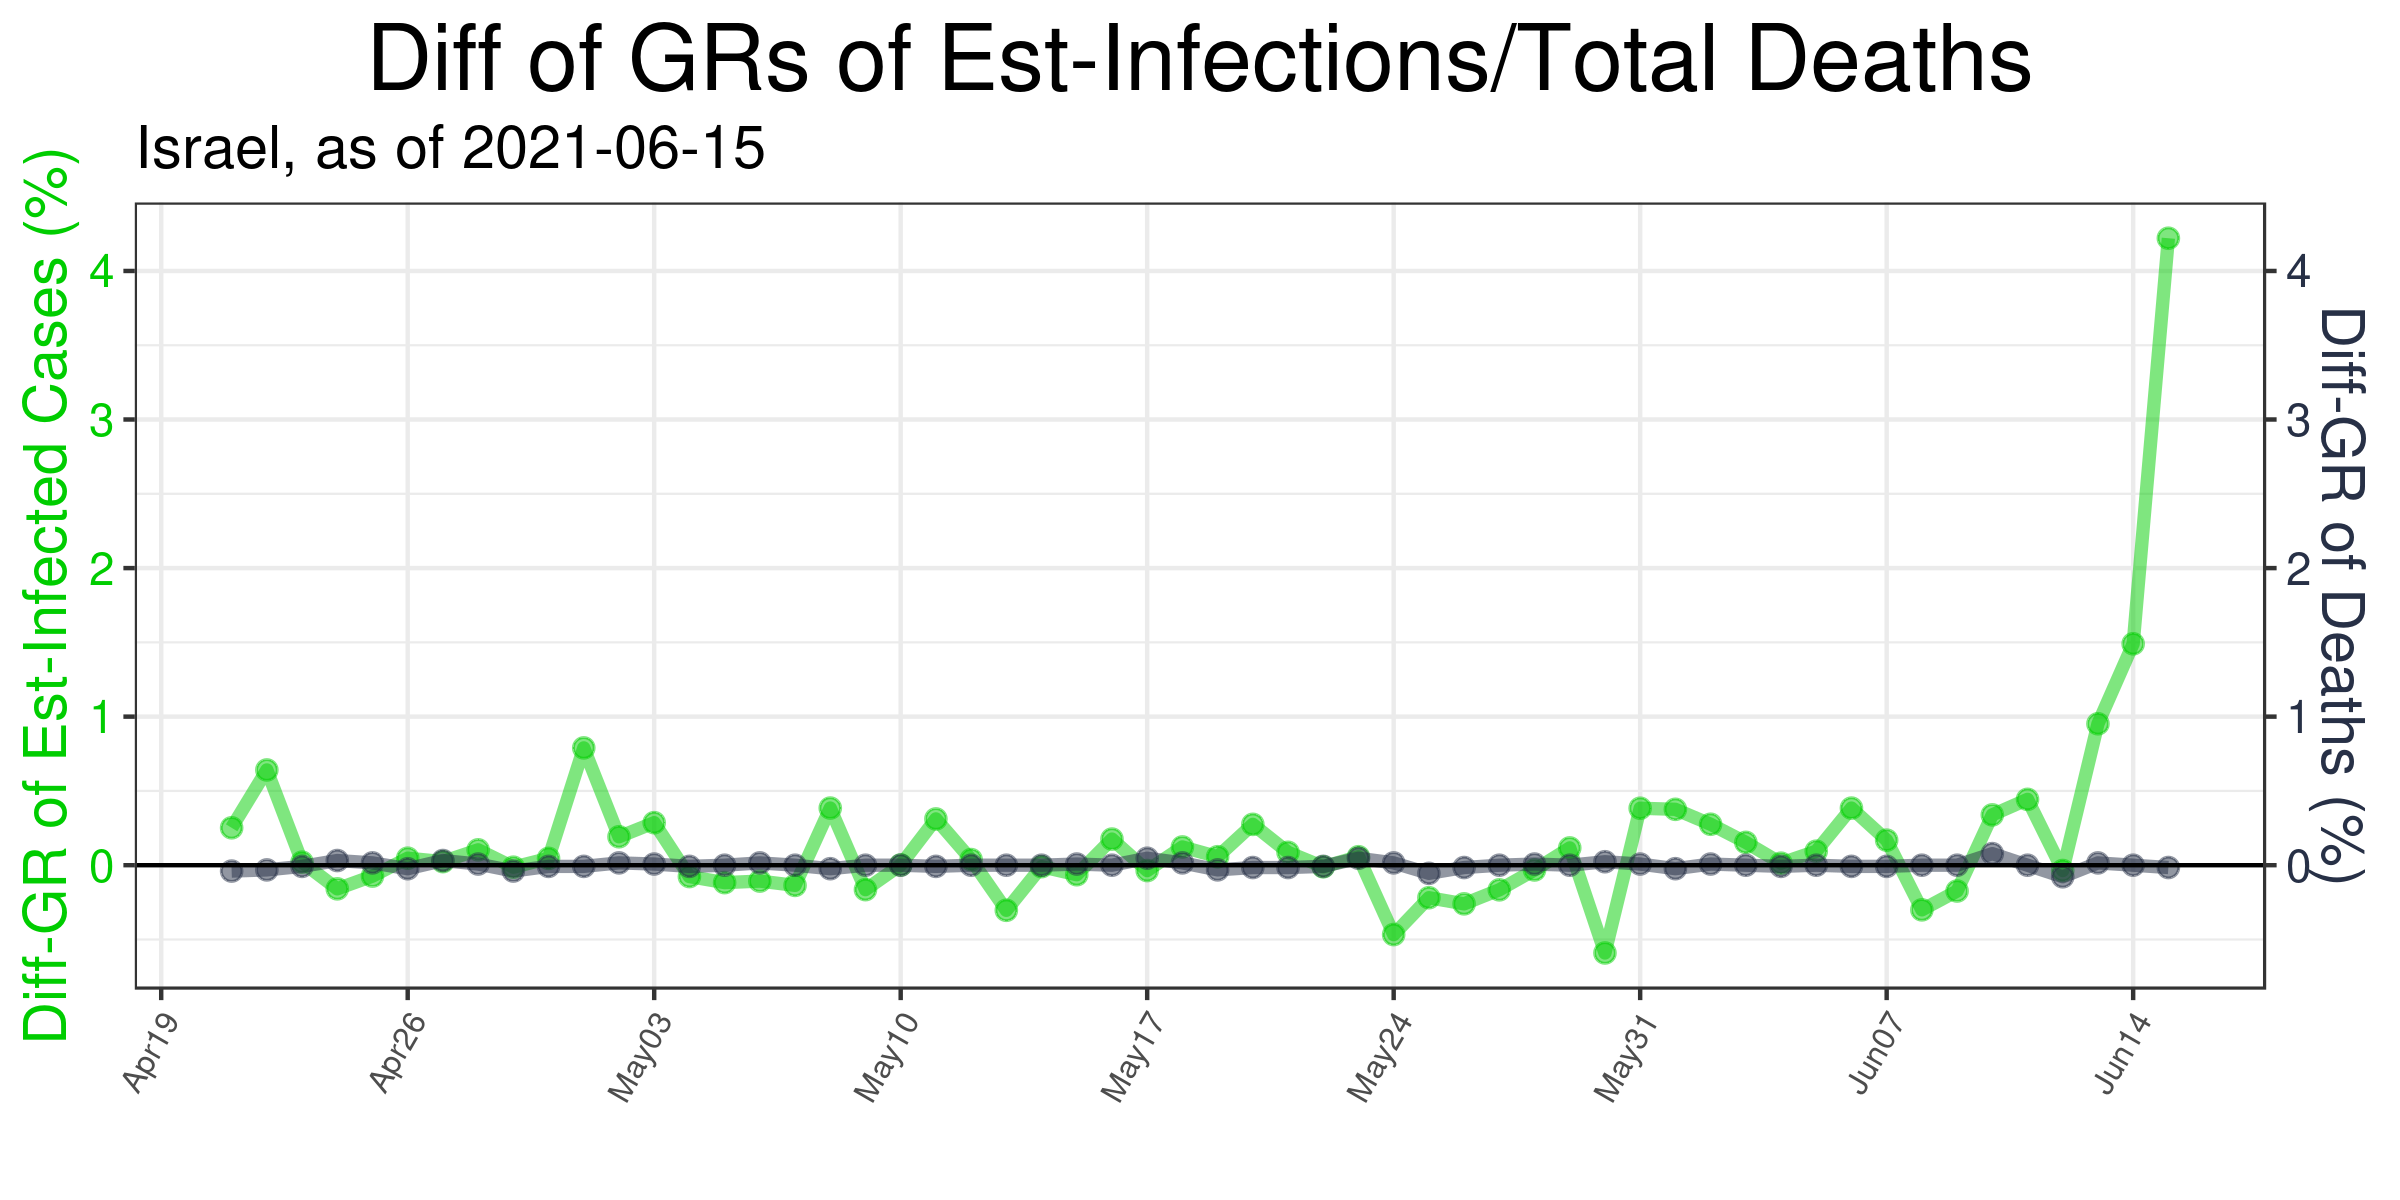 Diff of GRs of Est-Infections/Total Deaths
Israel, as of 2021-06-15
Diff-GR of Est-Infected Cases (%)
4
3
2
1
0
4
3
2
1
0
Diff-GR of Deaths (%)
Apr19
Apr26
May03
May10
May17
May24
May31
Jun07
Jun14